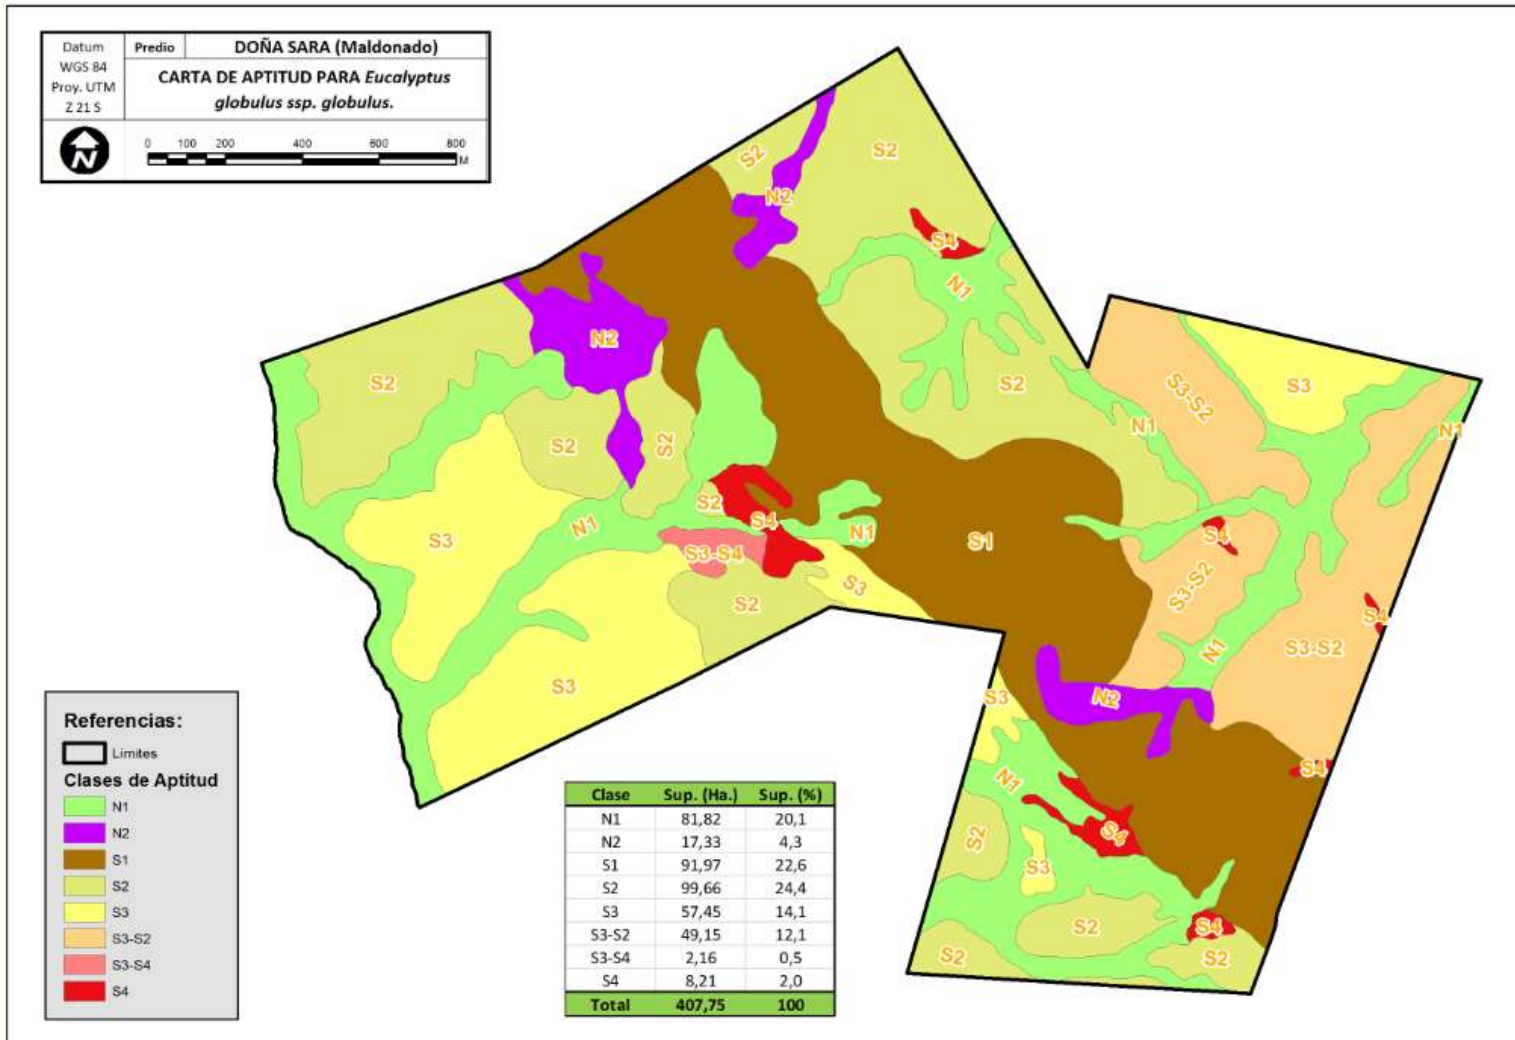 Datum
WGS 84
Proy. UTM
Z 21 S
Predio
DOÑA SARA (Maldonado)
CARTA DE APTITUD PARA Eucalyptus
globulus ssp. globulus.
N
0 100 200 400 600 800
M
S2
S2
N2
S4
N1
N2
S2
S2
S3-S2
S3
N1
N1
S2
S2
S2
S4
N1
S3
N1
S1
S4
S3-S4
S3
S3-S2
S2
S4
N1
S3-S2
S3
S3
N2
S4
N1
S4
S2
S3
S2
S4
S2
S2
Referencias:
Limites
Clases de Aptitud
N1
N2
S1
S2
S3
S3-S2
S3-S4
S4
Clase Sup. (Ha.) Sup. (%)
N1 81,82 20,1
N2 17,33 4,3
S1 91,97 22,6
S2 99,66 24,4
S3 57,45 14,1
S3-S2 49,15 12,1
S3-S4 2,16 0,5
S4 8,21 2,0
Total 407,75 100